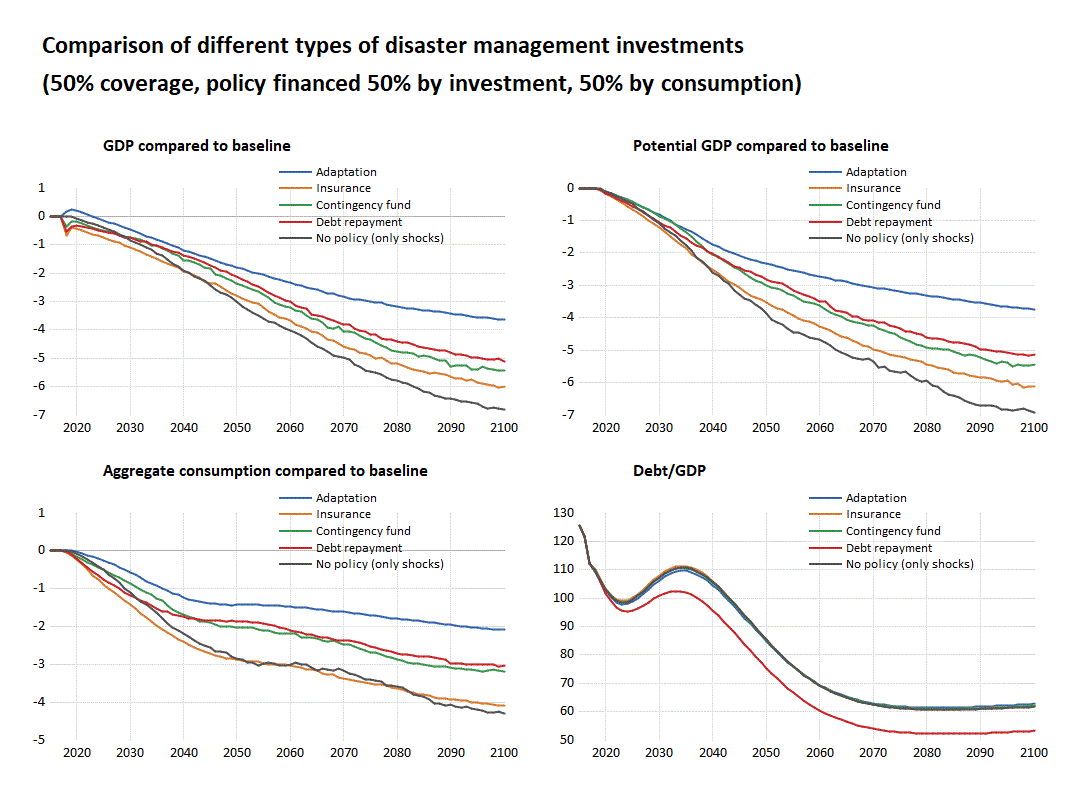 Comparison of different types of disaster management investments
(50% coverage, policy financed 50% by investment, 50% by consumption)
GDP compared to baseline
Adaptation
Insurance
Contingency fund
Debt repayment
No policy (only shocks)
1
0
-1
-2
-3
-4
-5
-6
-7
2020 2030 2040 2050 2060 2070 2080 2090 2100
Potential GDP compared to baseline
Adaptation
Insurance
Contingency fund
Debt repayment
No policy (only shocks)
0
-1
-2
-3
-4
-5
-6
-7
2020 2030 2040 2050 2060 2070 2080 2090 2100
Aggregate consumption compared to baseline
Adaptation
Insurance
Contingency fund
Debt repayment
No policy (only shocks)
1
0
-1
-2
-3
-4
-5
2020 2030 2040 2050 2060 2070 2080 2090 2100
Debt/GDP
Adaptation
Insurance
Contingency fund
Debt repayment
No policy (only shocks)
130
120
110
100
90
80
70
60
50
2020 2030 2040 2050 2060 2070 2080 2090 2100